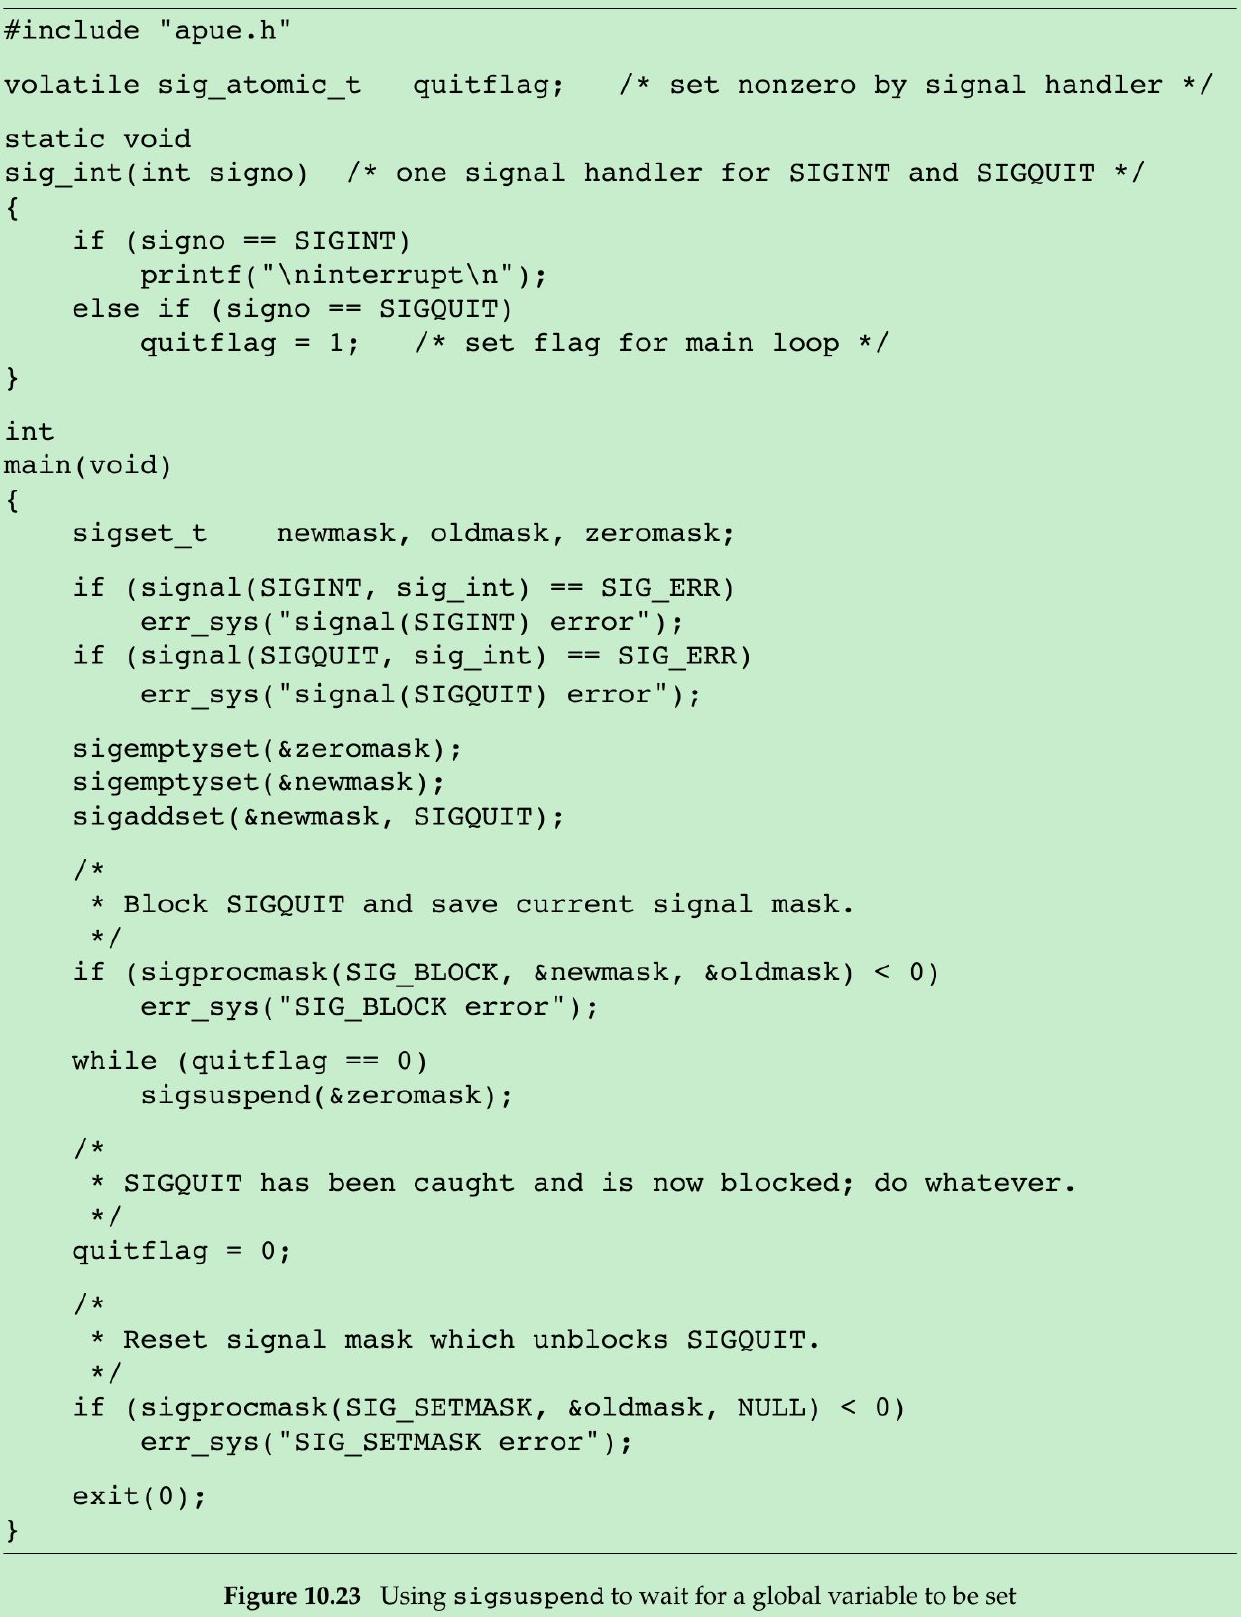 #include "apue.h"
volatile sig_atomic_t   quitflag;   /* set nonzero by signal handler */
static void
sig_int(int signo)  /* one signal handler for SIGINT and SIGQUIT */
{
    if (signo == SIGINT)
        printf("\ninterrupt\n");
    else if (signo == SIGQUIT)
        quitflag = 1;   /* set flag for main loop */
}
int
main(void)
{
    sigset_t    newmask, oldmask, zeromask;
    if (signal(SIGINT, sig_int) == SIG_ERR)
        err_sys("signal(SIGINT) error");
    if (signal(SIGQUIT, sig_int) == SIG_ERR)
        err_sys("signal(SIGQUIT) error");
    sigemptyset(&zeromask);
    sigemptyset(&newmask);
    sigaddset(&newmask, SIGQUIT);
    /*
     * Block SIGQUIT and save current signal mask.
     */
    if (sigprocmask(SIG_BLOCK, &newmask, &oldmask) < 0)
        err_sys("SIG_BLOCK error");
    while (quitflag == 0)
        sigsuspend(&zeromask);
    /*
     * SIGQUIT has been caught and is now blocked; do whatever.
     */
    quitflag = 0;
    /*
     * Reset signal mask which unblocks SIGQUIT.
     */
    if (sigprocmask(SIG_SETMASK, &oldmask, NULL) < 0)
        err_sys("SIG_SETMASK error");
    exit(0);
}
Figure 10.23 Using sigsuspend to wait for a global variable to be set